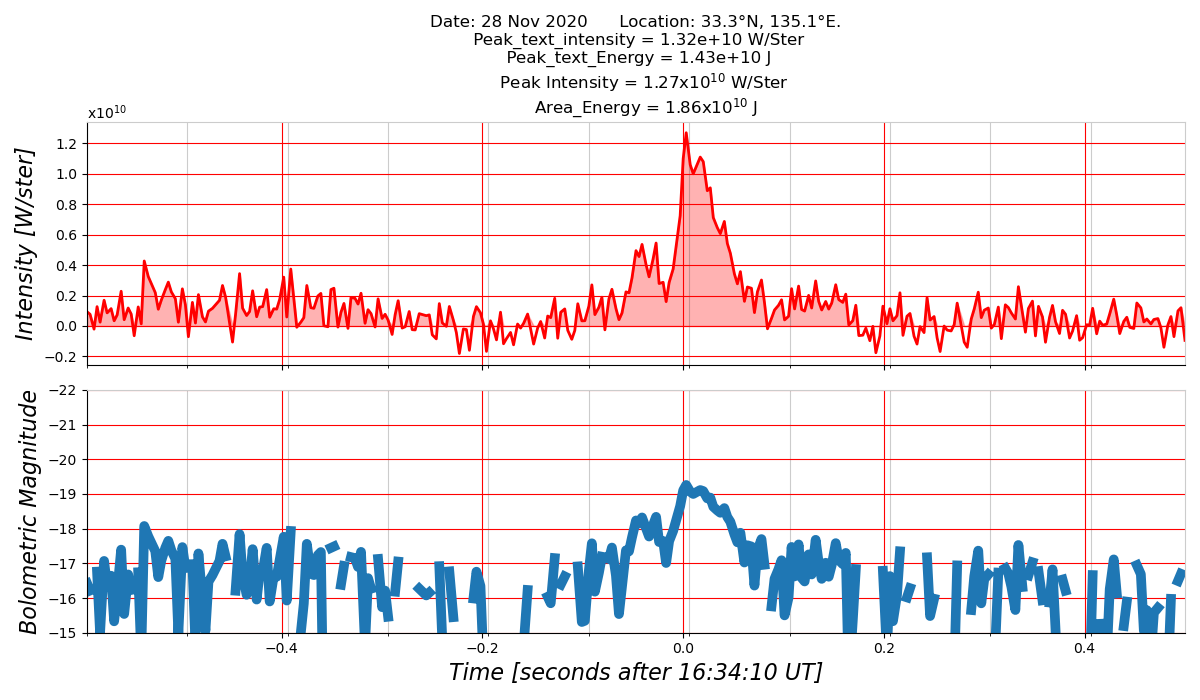 Date: 28 Nov 2020      Location: 33.3°N, 135.1°E.
Peak_text_intensity = 1.32e+10 W/Ster
Peak_text_Energy = 1.43e+10 J
Peak Intensity = 1.27x10¹⁰ W/Ster
Area_Energy = 1.86x10¹⁰ J
x10¹⁰
Intensity [W/ster]
1.2
1.0
0.8
0.6
0.4
0.2
0.0
−0.2
Bolometric Magnitude
−22
−21
−20
−19
−18
−17
−16
−15
−0.4 −0.2 0.0 0.2 0.4
Time [seconds after 16:34:10 UT]